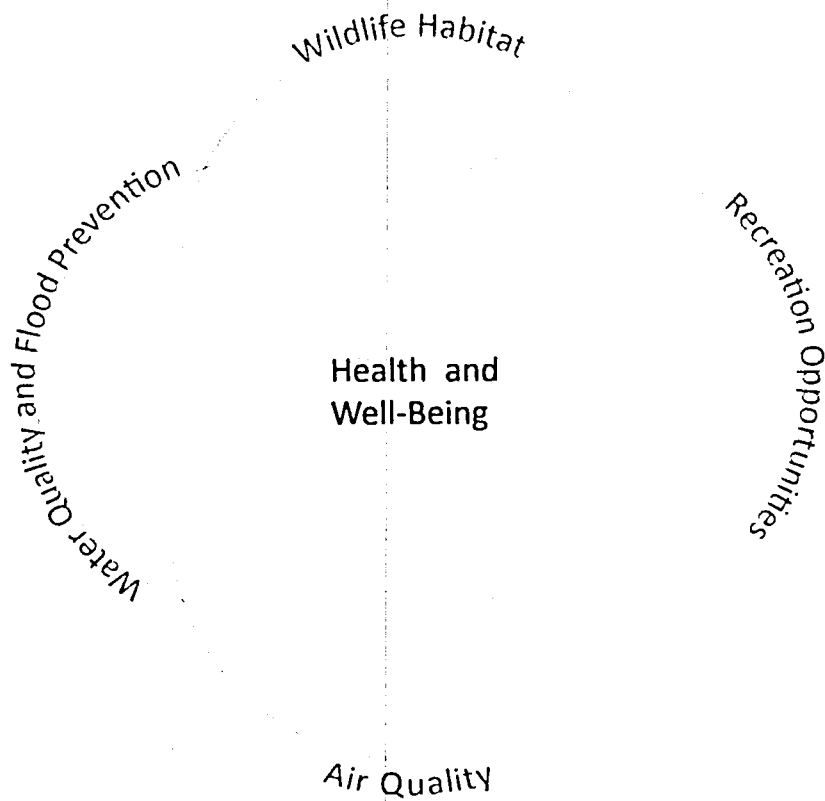 Wildlife Habitat
Water Quality and Flood Prevention
Recreation Opportunities
Health and
Well-Being
Air Quality